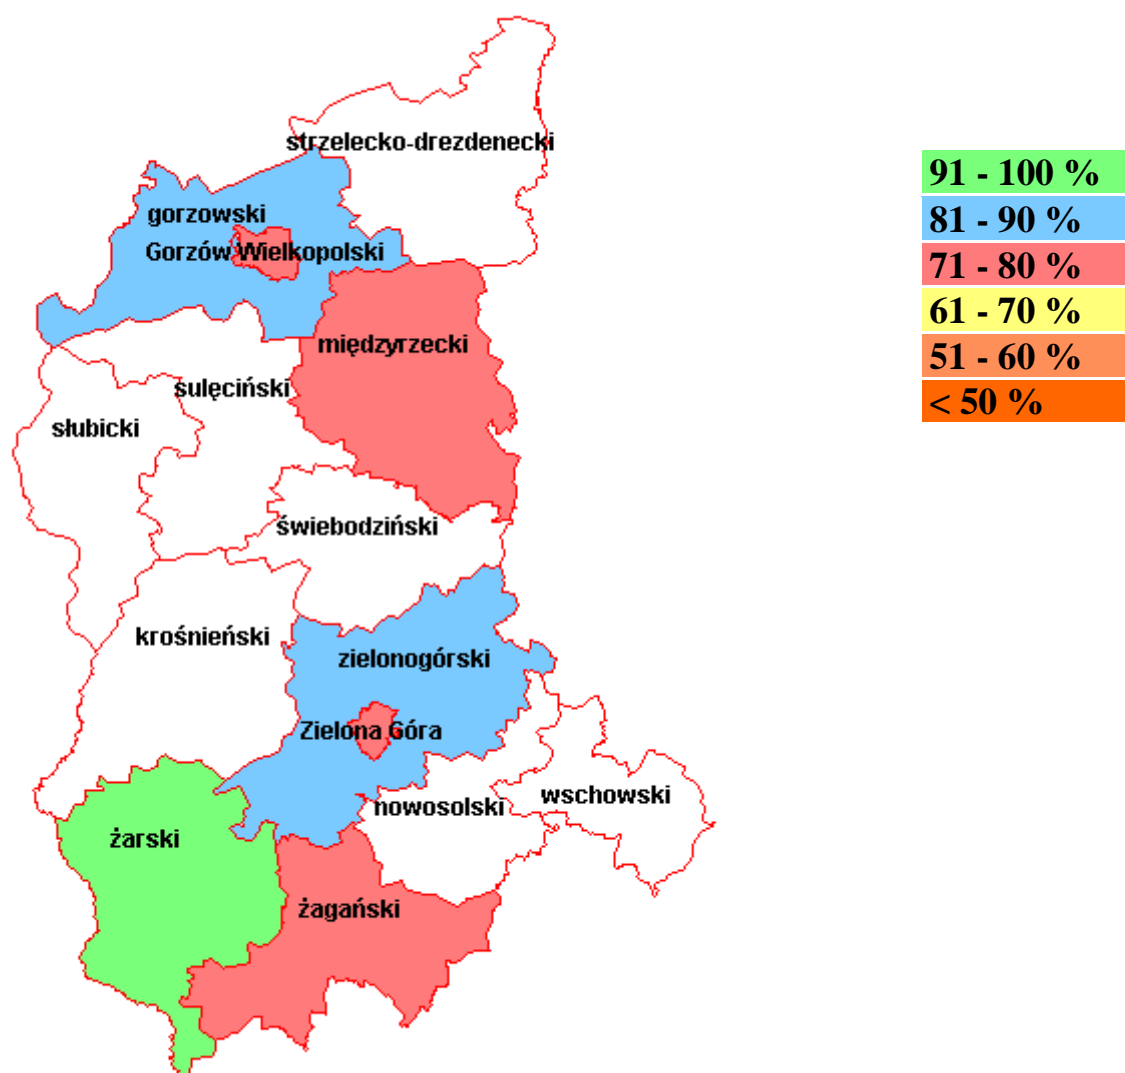 strzelecko-drezdenecki
gorzowski
Gorzów Wielkopolski
międzyrzecki
sulęciński
słubicki
świebodziński
krośnieński
zielonogórski
Zielona Góra
nowosolski
wschowski
żarski
żagański
91 - 100 %
81 - 90 %
71 - 80 %
61 - 70 %
51 - 60 %
< 50 %